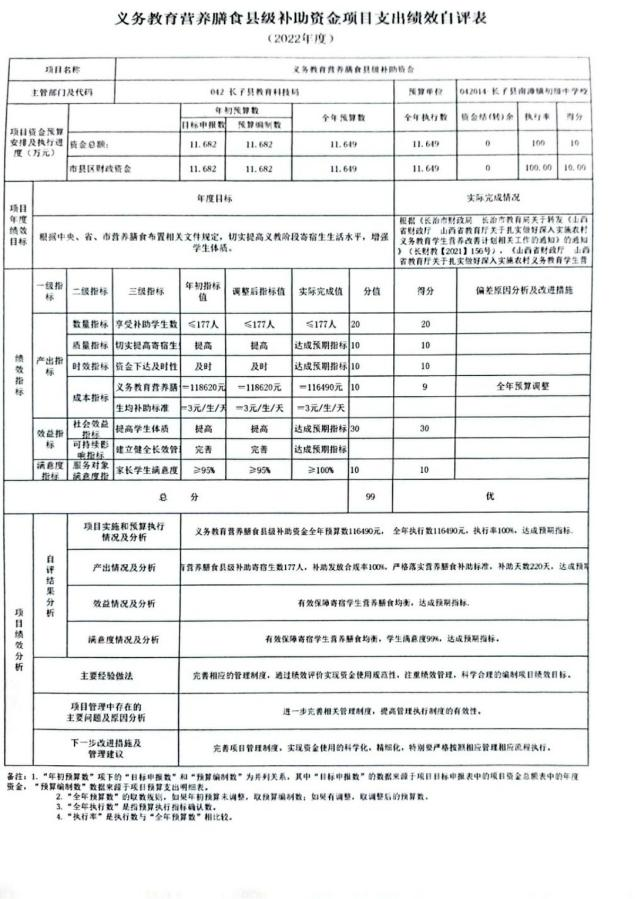 义务教育营养膳食县级补助资金项目支出绩效自评表
(2022年度)
项目名称 义务教育营养膳食县级补助资金
主管部门及代码 042 长子县教育科技局 预算单位 042014 长子县南漳镇初级中学校
项目资金预算安排及执行进度(万元) 年初预算数 全年预算数 全年执行数 资金结(转)余 执行率 得分
目标申报数 预算编制数
资金总额: 11.682 11.682 11.649 11.649 0 100 10
市县区财政资金 11.682 11.682 11.649 11.649 0 100.00 10.00
项目年度绩效目标 年度目标 实际完成情况
根据中央、省、市营养膳食布置相关文件规定, 切实提高义教阶段寄宿生生活水平, 增强
学生体质。
根据《长治市财政局 长治市教育局关于转发《山西
省财政厅 山西省教育厅关于扎实做好深入实施农村
义务教育学生营养改善计划相关工作的通知》的通知
》(长财教【2021】156号), 《山西省财政厅 山西
省教育厅关于扎实做好深入实施农村义务教育学生营
绩效指标 一级指标 二级指标 三级指标 年初指标值 调整后指标值 实际完成值 分值 得分 偏差原因分析及改进措施
产出指标 数量指标 享受补助学生数 ≤177人 ≤177人 ≤177人 20 20
质量指标 切实提高寄宿生 提高 提高 达成预期指标 10 10
时效指标 资金下达及时性 及时 及时 达成预期指标 10 10
成本指标 义务教育营养膳 =118620元 =118620元 =116490元 10 9 全年预算调整
生均补助标准 =3元/生/天 =3元/生/天 =3元/生/天
效益指标 社会效益指标 提高学生体质 提高 提高 达成预期指标 30 30
可持续影响指标 建立健全长效管 完善 完善 达成预期指标
满意度指标 服务对象满意度指 家长学生满意度 ≥95% ≥95% ≥100% 10 10
总 分 99 优
项目绩效分析 自评结果分析 项目实施和预算执行情况及分析 义务教育营养膳食县级补助资金全年预算数116490元, 全年执行数116490元, 执行率100%, 达成预期指标.
产出情况及分析 育营养膳食县级补助寄宿生数177人, 补助发放合成率100%, 严格落实营养膳食补助标准, 补助天数220天, 达成预期
效益情况及分析 有效保障寄宿学生营养膳食均衡, 达成预期指标.
满意度情况及分析 有效保障寄宿学生营养膳食均衡, 学生满意度99%, 达成预期指标。
主要经验做法 完善相应的管理制度, 通过绩效评价实现资金使用规范性, 注重绩效管理, 科学合理的编制项目绩效目标。
项目管理中存在的主要问题及原因分析 进一步完善相关管理制度, 提高管理执行制度的有效性。
下一步改进措施及管理建议 完善项目管理制度, 实现资金使用的科学化, 精细化, 特别要严格按照相应管理相应流程执行。
备注: 1. "年初预算数" 项下的 "目标申报数" 和 "预算编制数" 为并列关系, 其中 "目标申报数" 的数据来源于项目目标申报表中的项目资金总额表中的年度
资金, "预算编制数" 数据来源于项目预算支出明细表。
2. "全年预算数" 的取数规则, 如果年初预算未调整, 取预算编制数; 如果有调整, 取调整后的预算数。
3. "全年执行数" 是指预算执行指标确认数。
4. "执行率" 是执行数与 "全年预算数" 相比较。